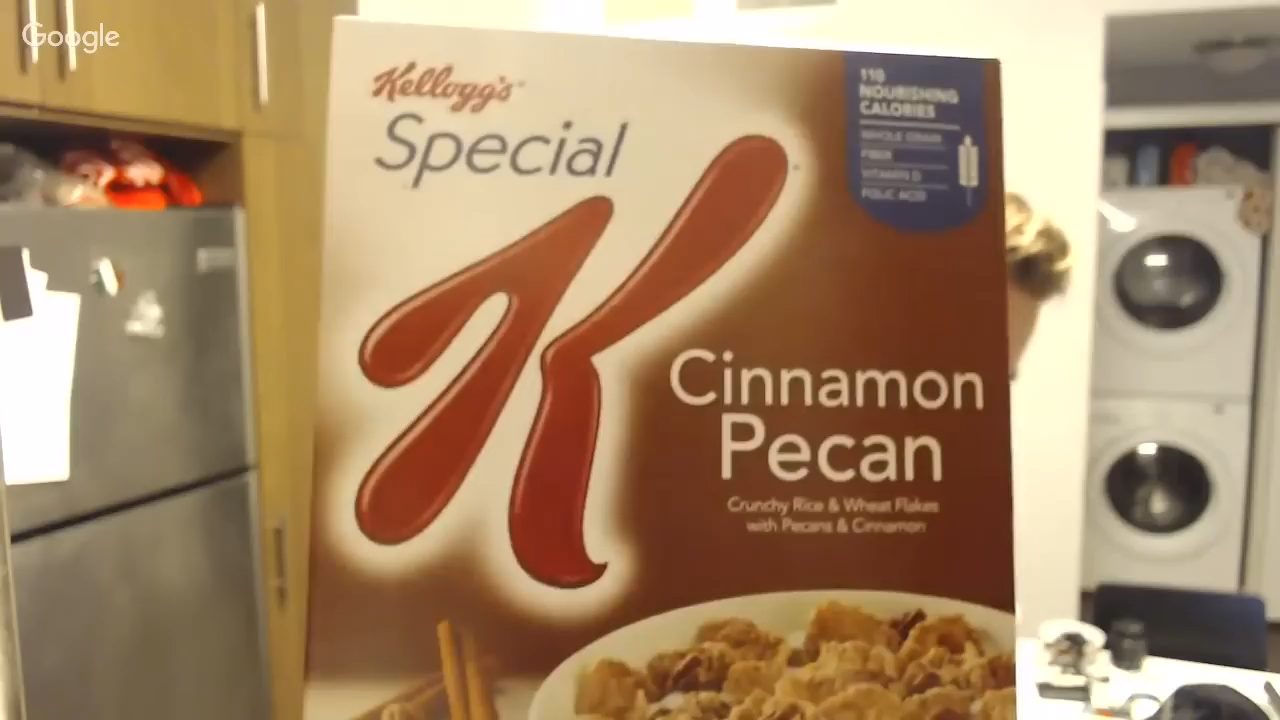 Google
Kellogg's
Special
K
110
NOURISHING
CALORIES
WHOLE GRAIN
FIBER
VITAMIN D
FOLIC ACID
Cinnamon
Pecan
Crunchy Rice & Wheat Flakes
with Pecans & Cinnamon